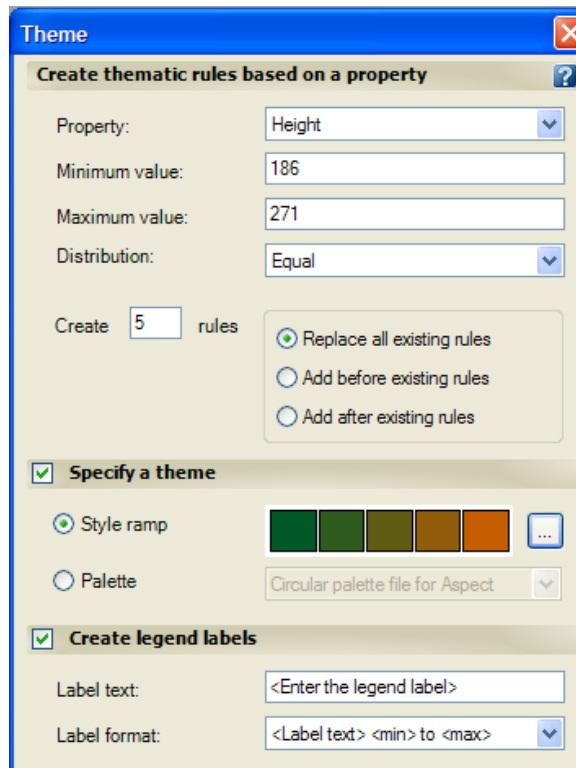 Theme
Create thematic rules based on a property
?
Property: Height
Minimum value: 186
Maximum value: 271
Distribution: Equal
Create 5 rules
Replace all existing rules
Add before existing rules
Add after existing rules
Specify a theme
Style ramp ...
Palette Circular palette file for Aspect
Create legend labels
Label text: <Enter the legend label>
Label format: <Label text> <min> to <max>